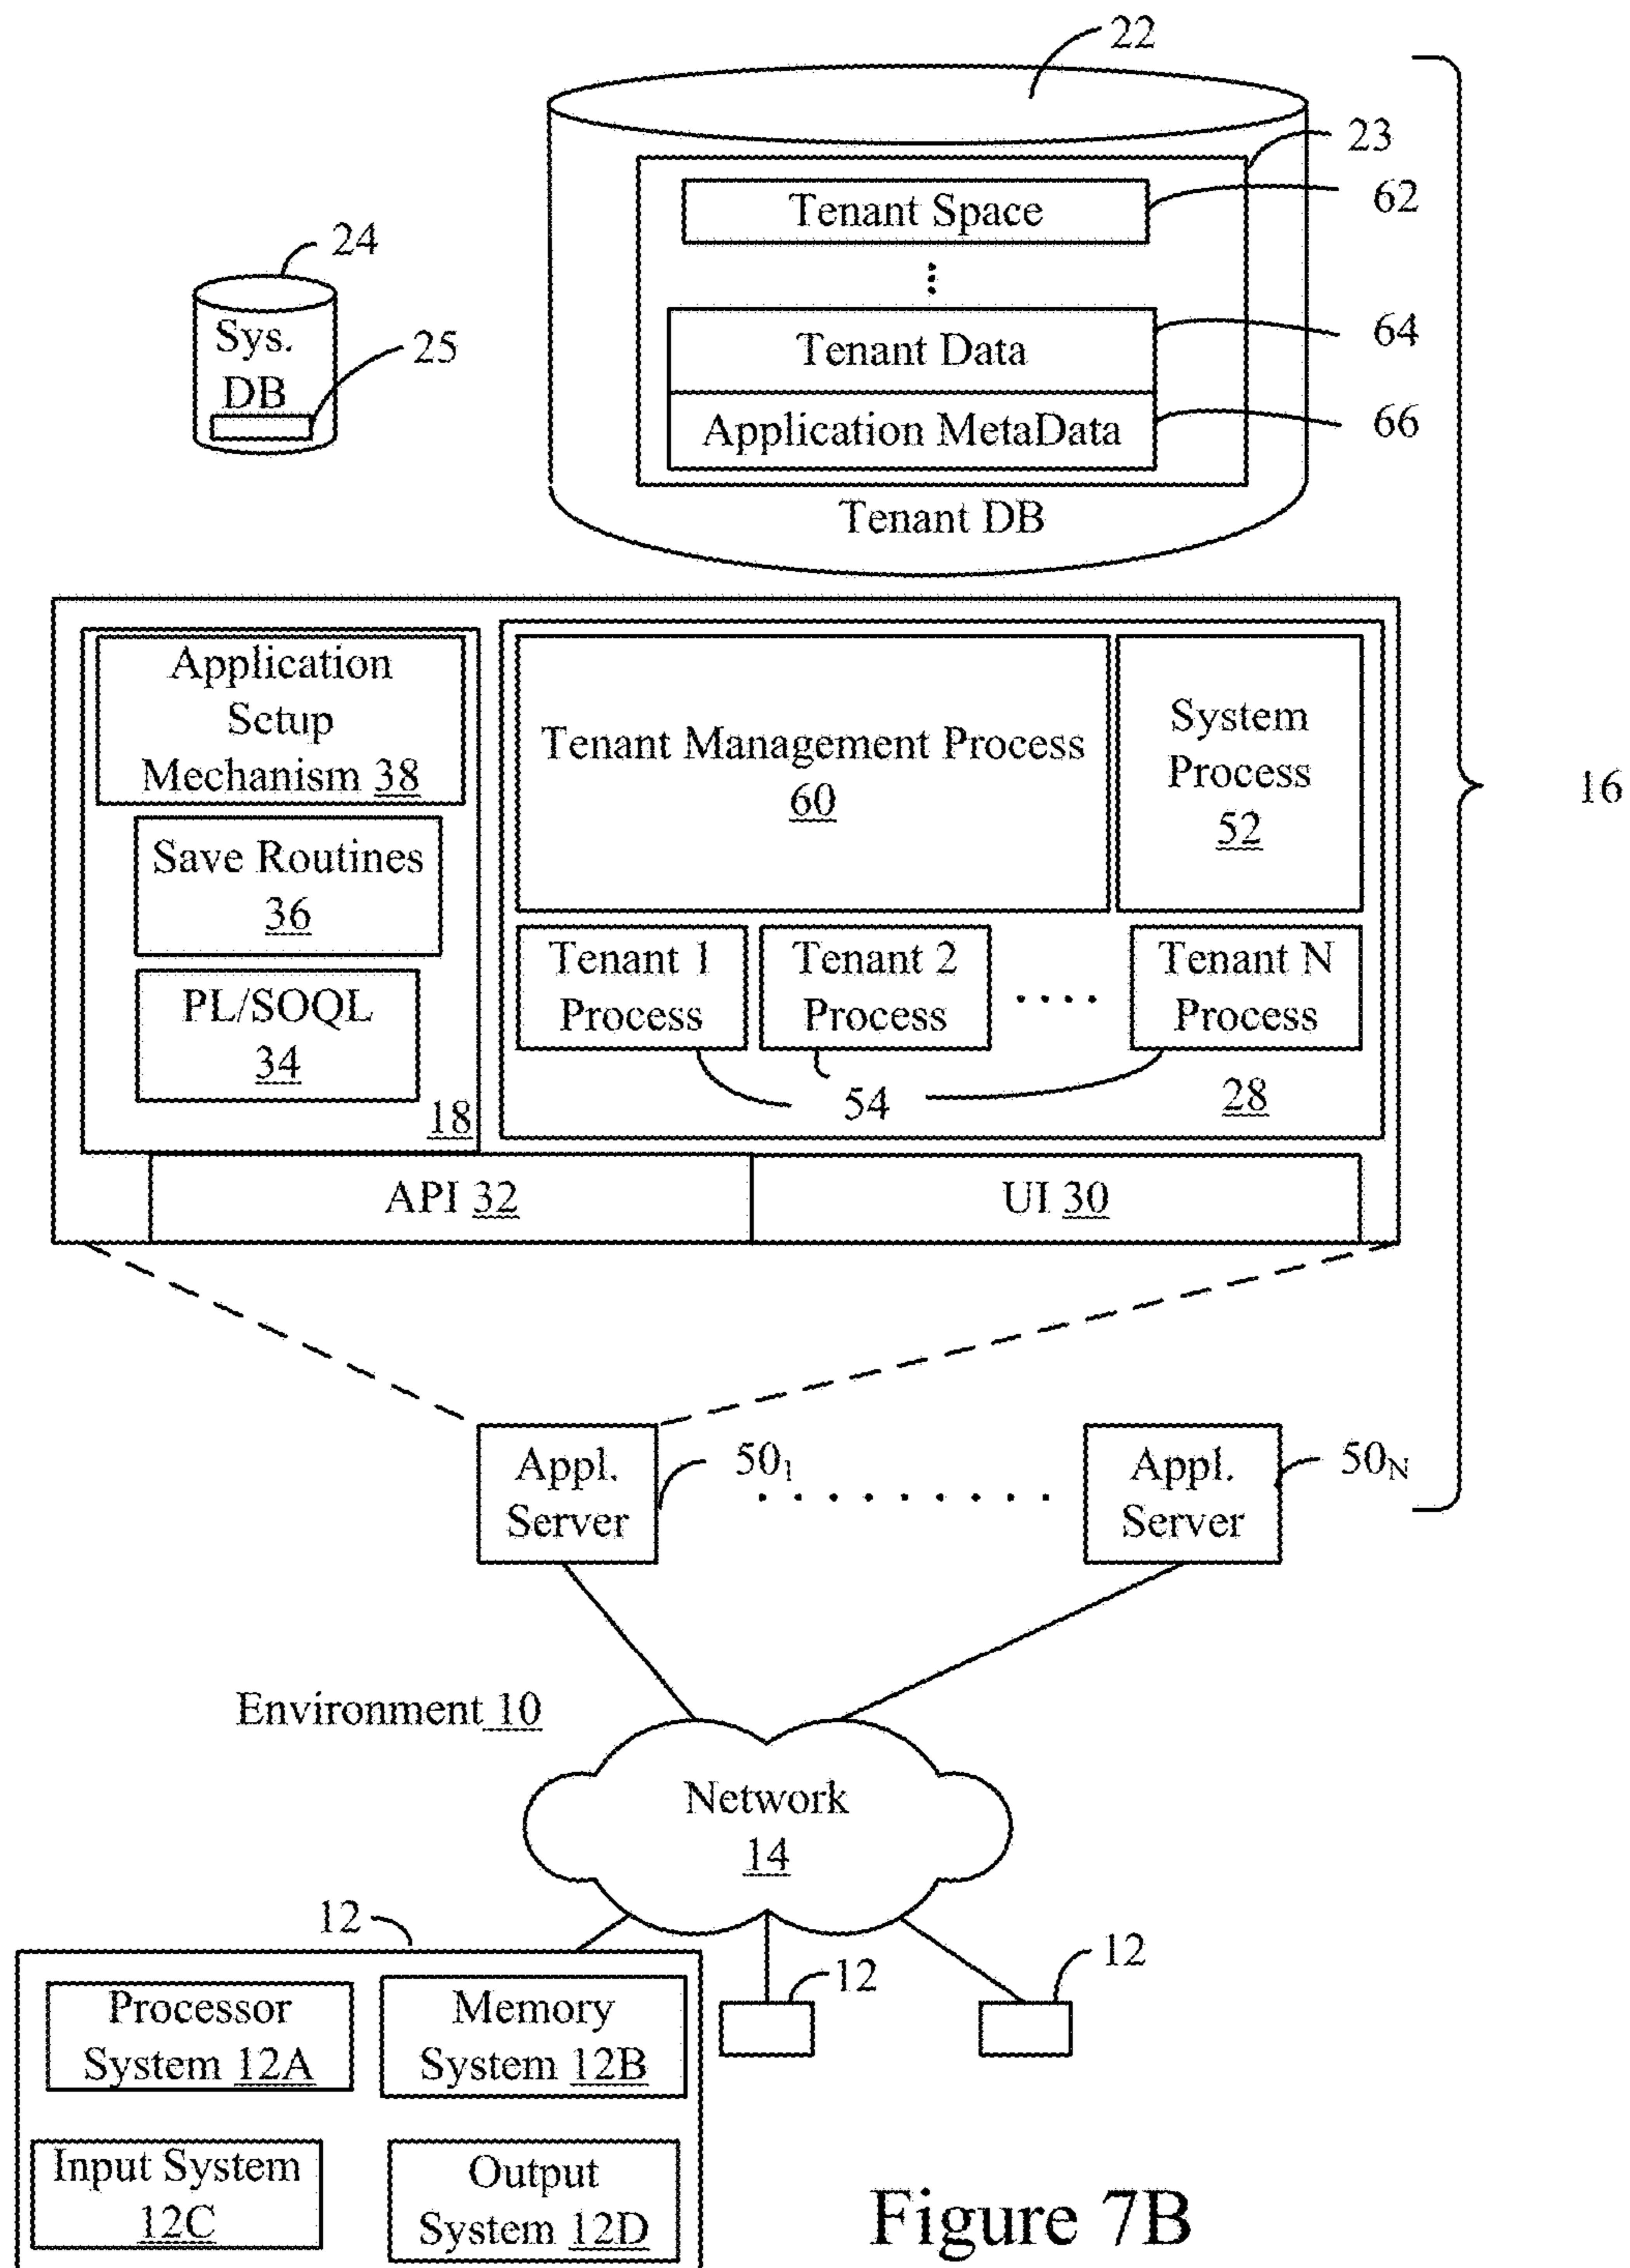 22
23
Tenant Space
62
24
Sys.
DB
25
Tenant Data
64
Application MetaData
66
Tenant DB
Application
Setup
Mechanism 38
Tenant Management Process
60
System
Process
52
16
Save Routines
36
Tenant 1
Process
Tenant 2
Process
Tenant N
Process
PL/SOQL
34
54
28
18
API 32
UI 30
Appl.
Server
50₁
Appl.
Server
50N
Environment 10
Network
14
12
12
12
Processor
System 12A
Memory
System 12B
Input System
12C
Output
System 12D
Figure 7B